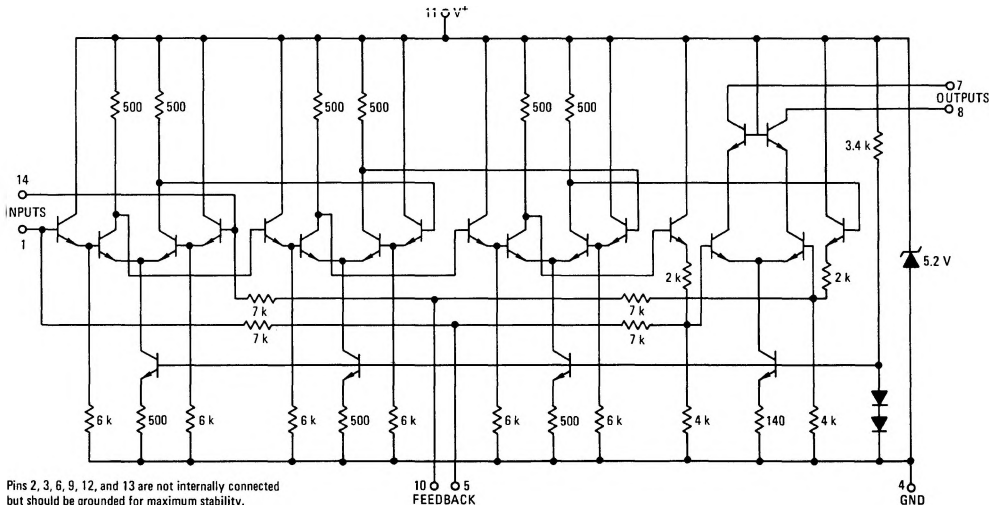 11 V+
500 500 500 500 500 500
7
OUTPUTS
8
3.4 k
14
INPUTS
1
5.2 V
2 k 2 k
7 k 7 k
7 k 7 k
6 k 500 6 k 6 k 500 6 k 6 k 500 6 k 4 k 140 4 k
Pins 2, 3, 6, 9, 12, and 13 are not internally connected
but should be grounded for maximum stability.
10 5
FEEDBACK
4
GND